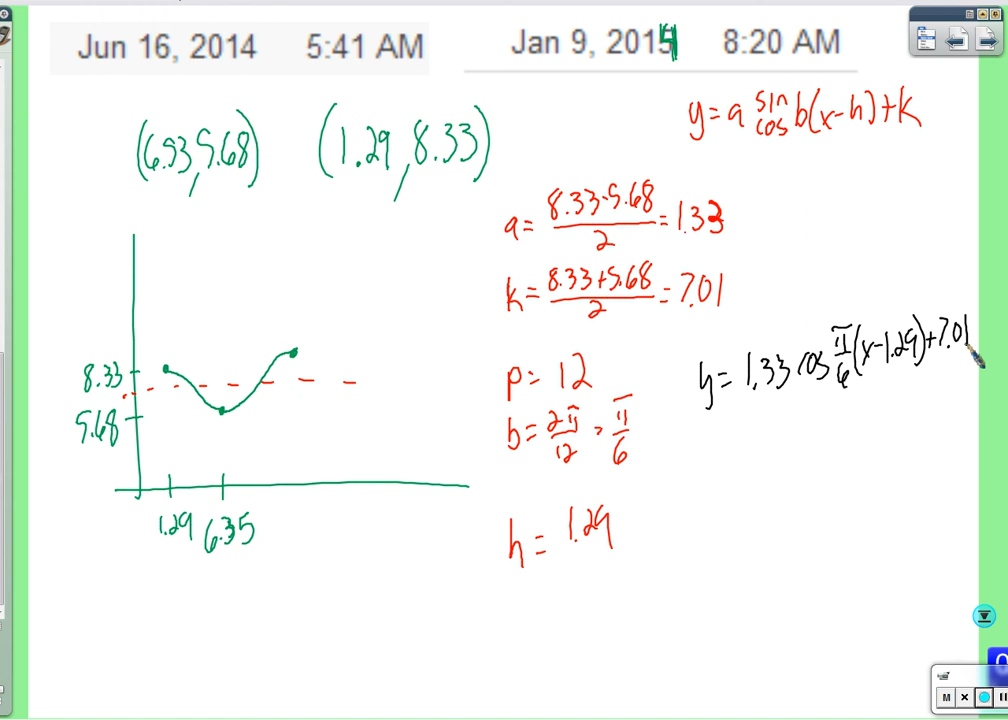 Jun 16, 2014 5:41 AM
Jan 9, 2014 8:20 AM
y = a sin cos b(x-h)+k
(6.53, 5.68) (1.29, 8.33)
a = 8.33-5.68 / 2 = 1.33
k = 8.33+5.68 / 2 = 7.01
y = 1.33 cos π/6 (x-1.29)+7.01
p = 12
b = 2π/12 = π/6
h = 1.29
8.33
5.68
1.29 6.35
M